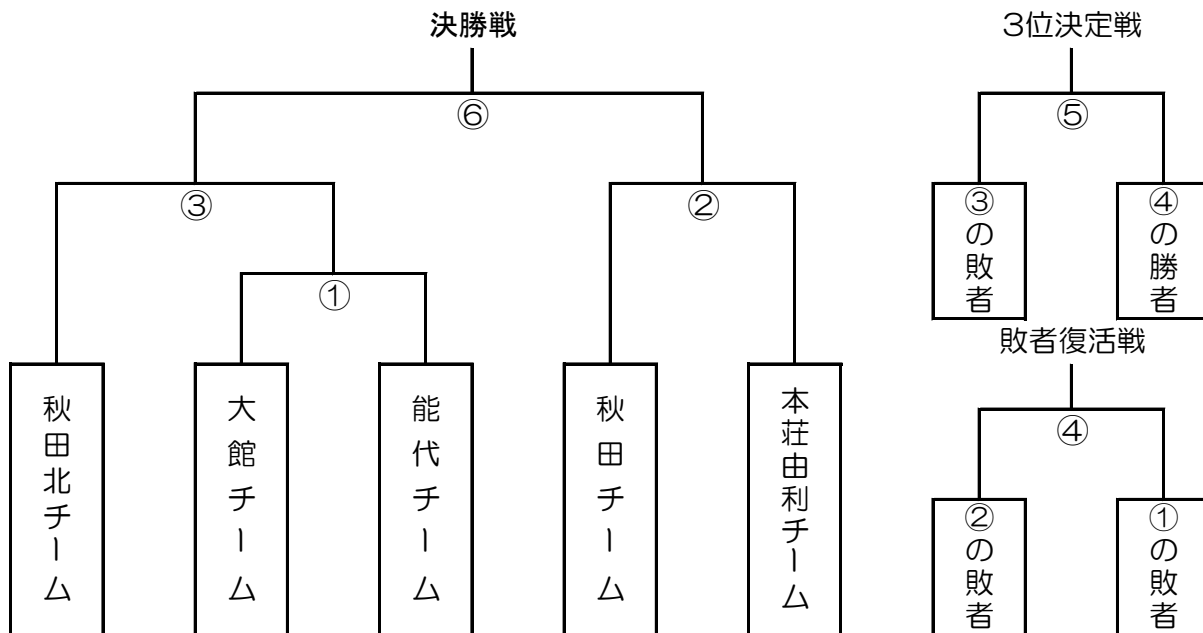 決勝戦
3位決定戦
⑥
⑤
③
②
③の敗者
④の勝者
①
敗者復活戦
④
秋田北チーム
大館チーム
能代チーム
秋田チーム
本荘由利チーム
②の敗者
①の敗者